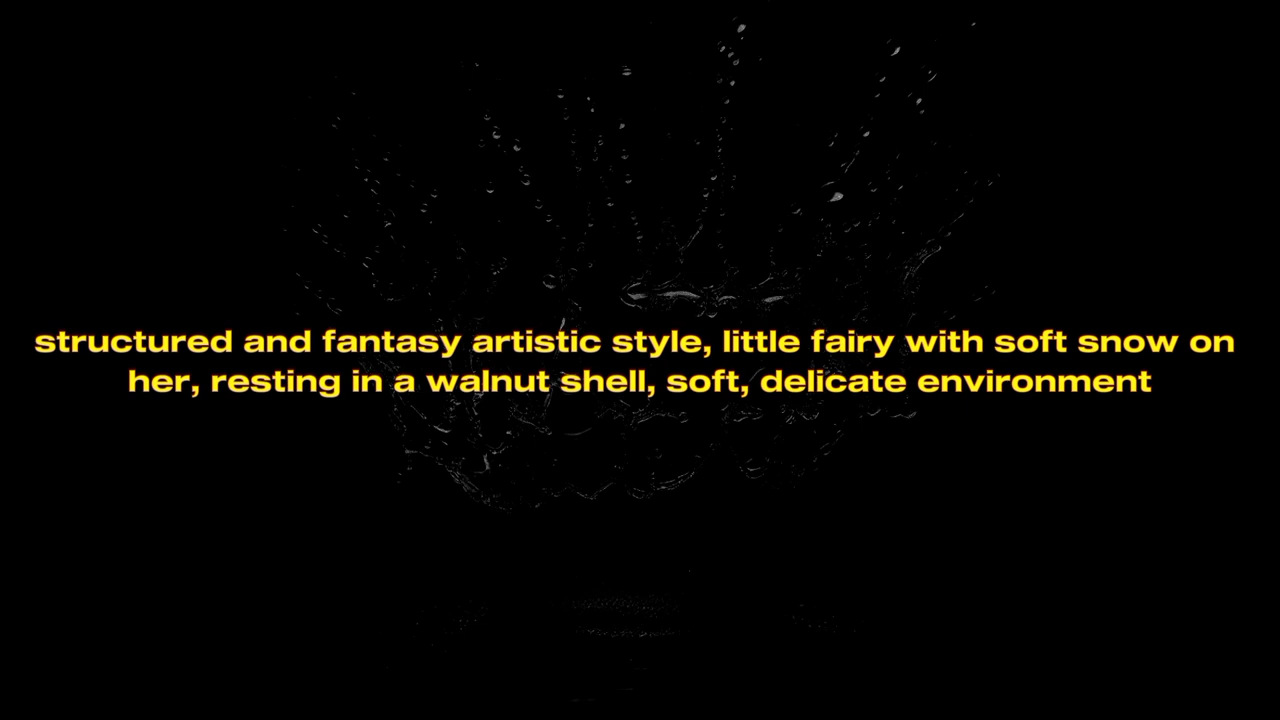 structured and fantasy artistic style, little fairy with soft snow on
her, resting in a walnut shell, soft, delicate environment